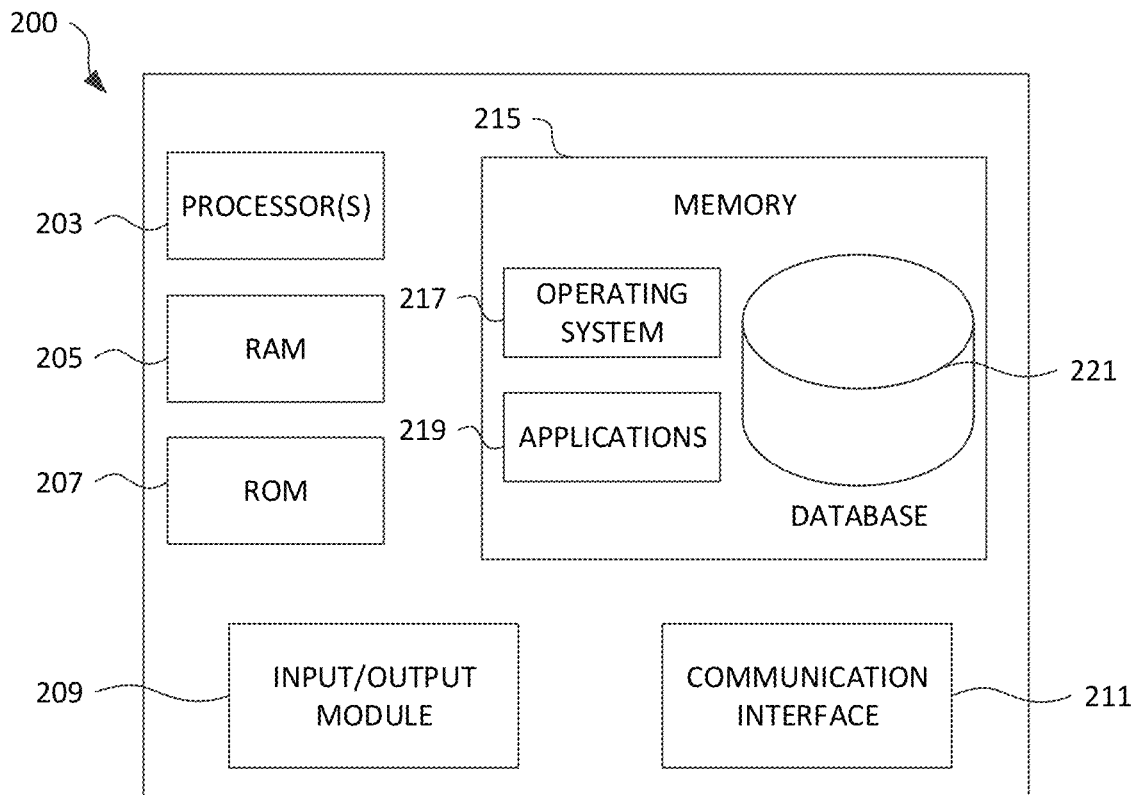 200
215
PROCESSOR(S)
203
MEMORY
217
OPERATING
SYSTEM
205
RAM
221
219
APPLICATIONS
207
ROM
DATABASE
209
INPUT/OUTPUT
MODULE
COMMUNICATION
INTERFACE
211